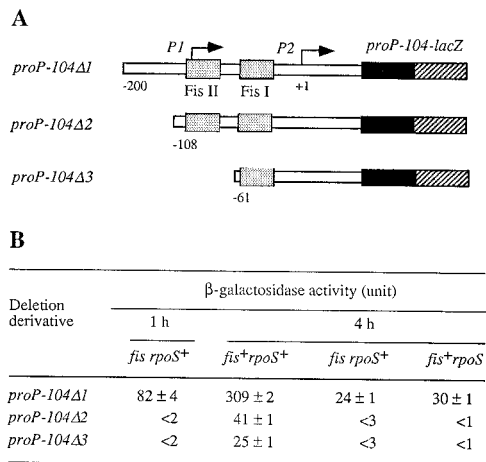 A
P1 P2 proP-104-lacZ
proP-104Δ1
-200 Fis II Fis I +1
proP-104Δ2
-108
proP-104Δ3
-61
B
β-galactosidase activity (unit)
Deletion derivative
1 h 4 h
fis rpoS+ fis+rpoS+ fis rpoS+ fis+rpoS
proP-104Δ1 82 ± 4 309 ± 2 24 ± 1 30 ± 1
proP-104Δ2 <2 41 ± 1 <3 <1
proP-104Δ3 <2 25 ± 1 <3 <1